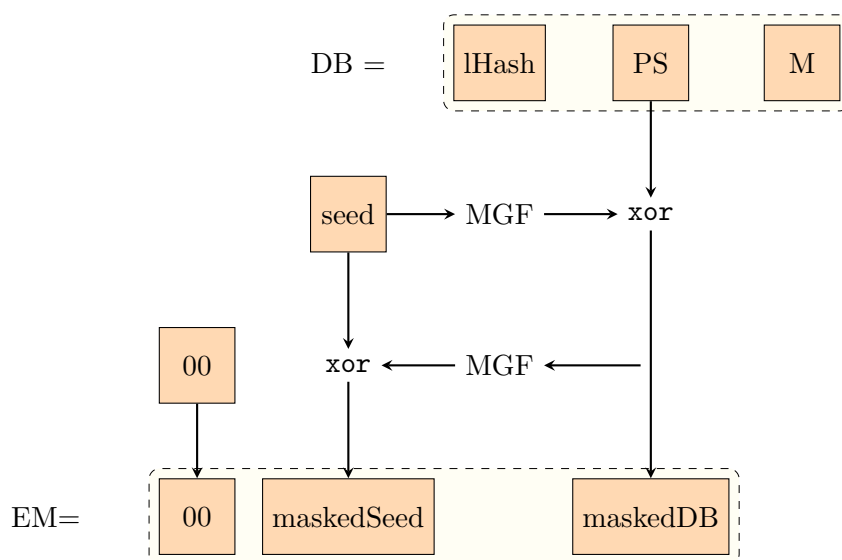 DB = lHash PS M
seed MGF xor
00 xor MGF
EM= 00 maskedSeed maskedDB